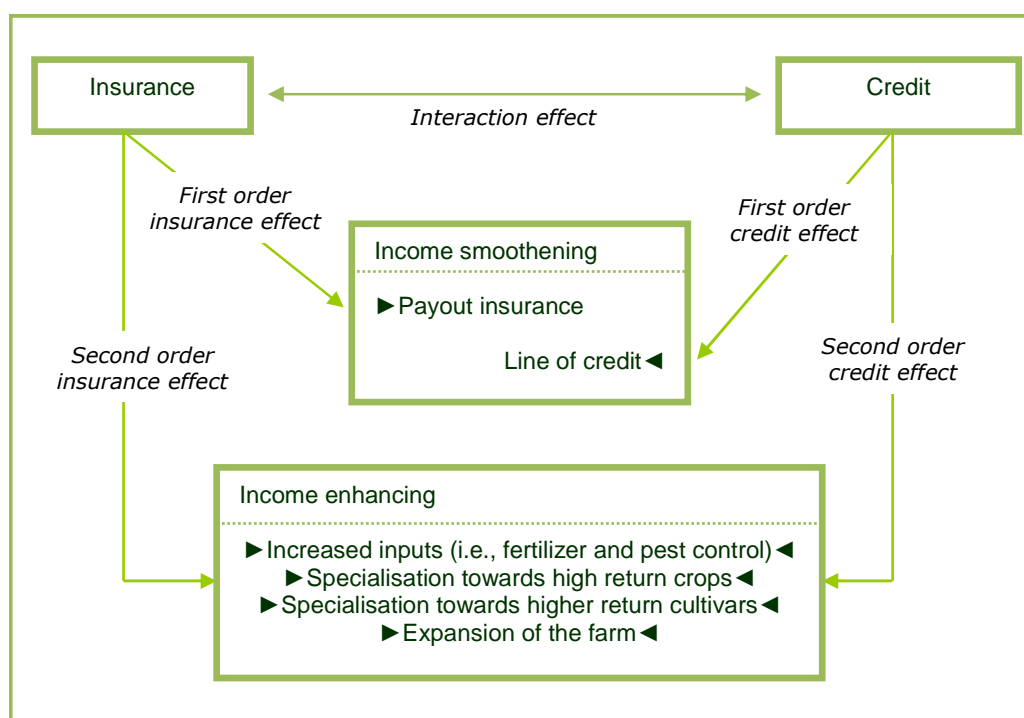 Insurance
Credit
Interaction effect
First order
insurance effect
First order
credit effect
Income smoothening
►Payout insurance
Line of credit◄
Second order
insurance effect
Second order
credit effect
Income enhancing
►Increased inputs (i.e., fertilizer and pest control)◄
►Specialisation towards high return crops◄
►Specialisation towards higher return cultivars◄
►Expansion of the farm◄